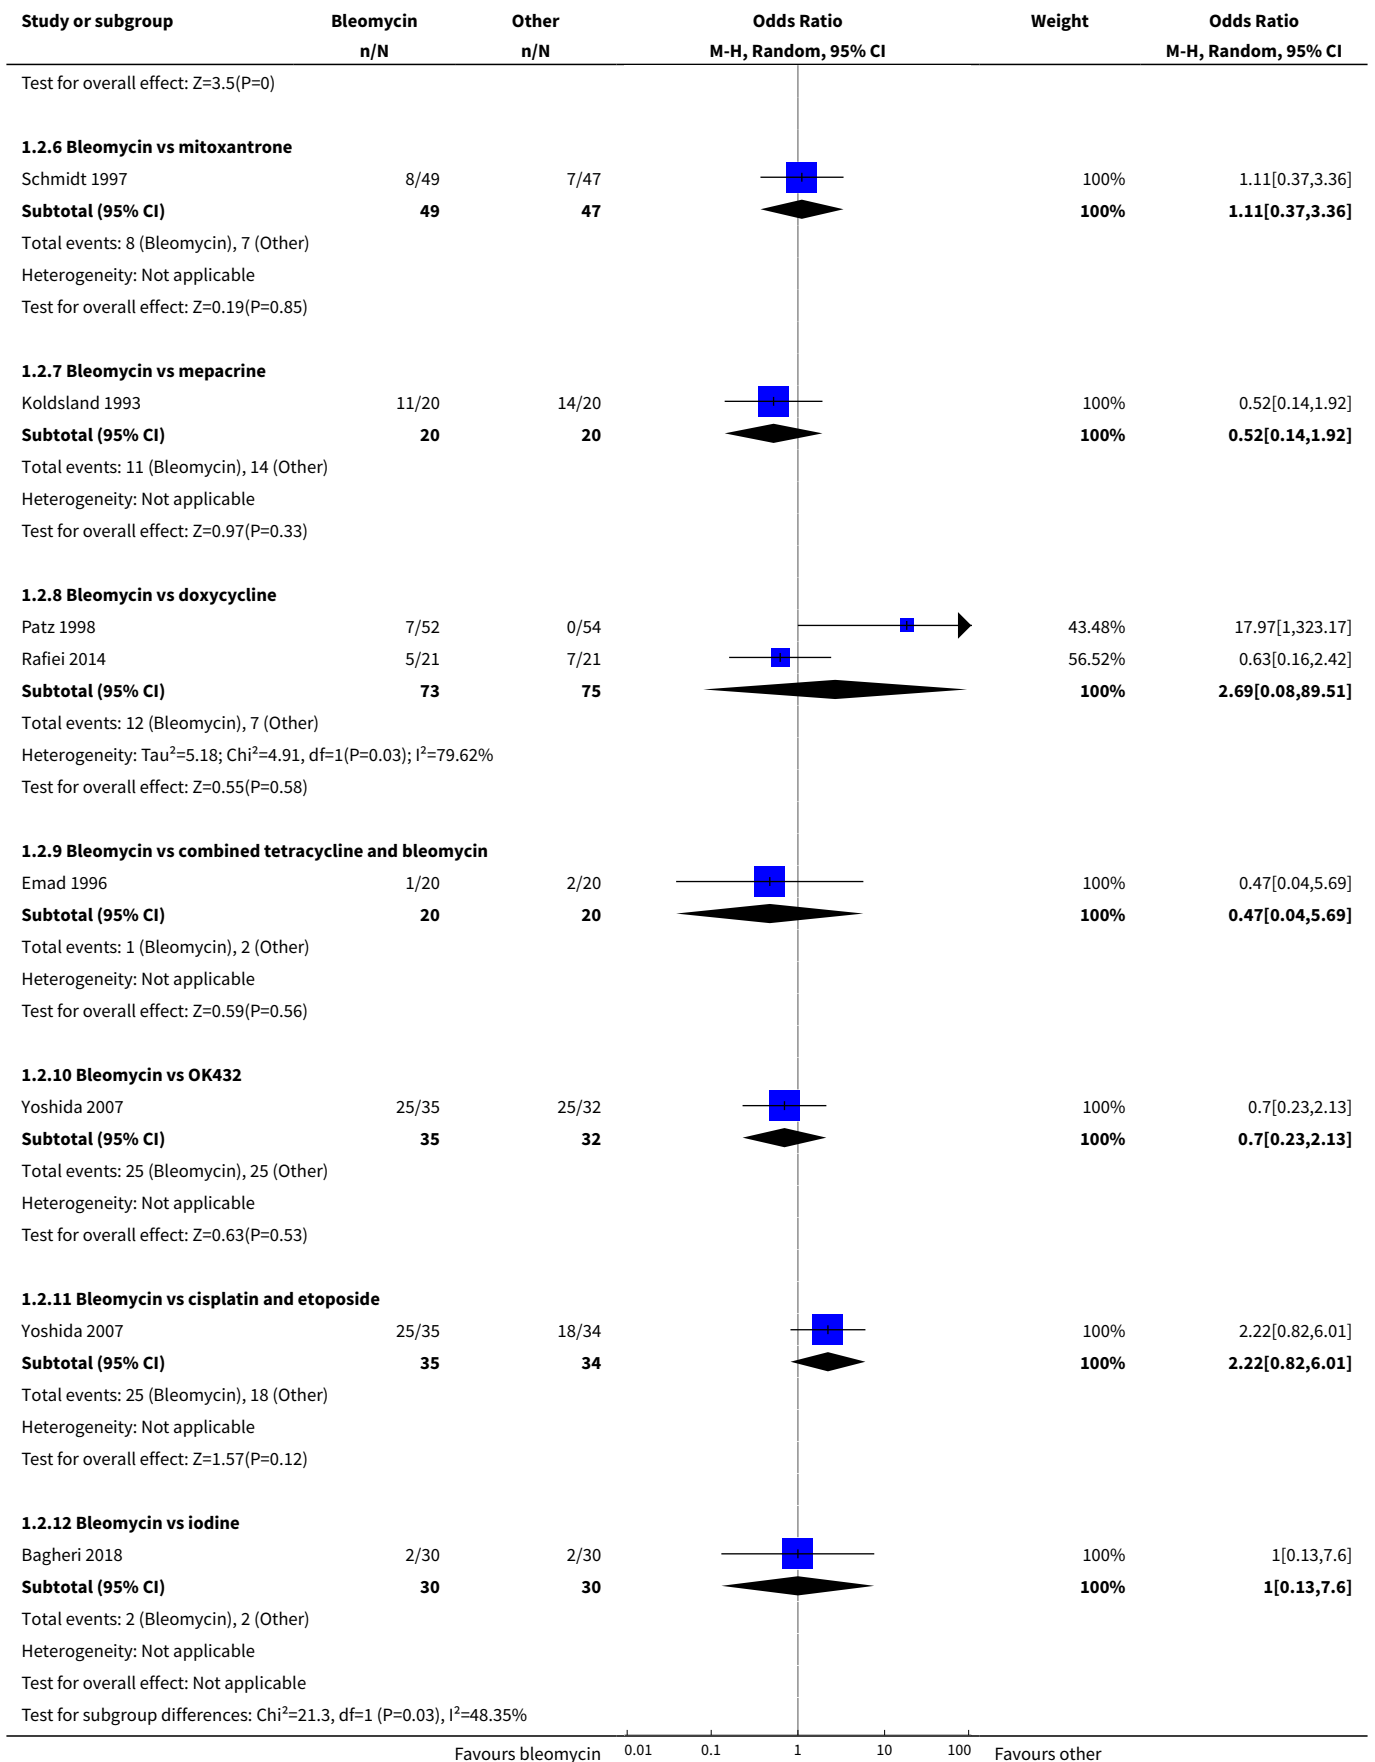 Study or subgroup Bleomycin Other Odds Ratio Weight Odds Ratio
n/N n/N M-H, Random, 95% CI M-H, Random, 95% CI
Test for overall effect: Z=3.5(P=0)
1.2.6 Bleomycin vs mitoxantrone
Schmidt 1997 8/49 7/47 100% 1.11[0.37,3.36]
Subtotal (95% CI) 49 47 100% 1.11[0.37,3.36]
Total events: 8 (Bleomycin), 7 (Other)
Heterogeneity: Not applicable
Test for overall effect: Z=0.19(P=0.85)
1.2.7 Bleomycin vs mepacrine
Koldsland 1993 11/20 14/20 100% 0.52[0.14,1.92]
Subtotal (95% CI) 20 20 100% 0.52[0.14,1.92]
Total events: 11 (Bleomycin), 14 (Other)
Heterogeneity: Not applicable
Test for overall effect: Z=0.97(P=0.33)
1.2.8 Bleomycin vs doxycycline
Patz 1998 7/52 0/54 43.48% 17.97[1,323.17]
Rafiei 2014 5/21 7/21 56.52% 0.63[0.16,2.42]
Subtotal (95% CI) 73 75 100% 2.69[0.08,89.51]
Total events: 12 (Bleomycin), 7 (Other)
Heterogeneity: Tau²=5.18; Chi²=4.91, df=1(P=0.03); I²=79.62%
Test for overall effect: Z=0.55(P=0.58)
1.2.9 Bleomycin vs combined tetracycline and bleomycin
Emad 1996 1/20 2/20 100% 0.47[0.04,5.69]
Subtotal (95% CI) 20 20 100% 0.47[0.04,5.69]
Total events: 1 (Bleomycin), 2 (Other)
Heterogeneity: Not applicable
Test for overall effect: Z=0.59(P=0.56)
1.2.10 Bleomycin vs OK432
Yoshida 2007 25/35 25/32 100% 0.7[0.23,2.13]
Subtotal (95% CI) 35 32 100% 0.7[0.23,2.13]
Total events: 25 (Bleomycin), 25 (Other)
Heterogeneity: Not applicable
Test for overall effect: Z=0.63(P=0.53)
1.2.11 Bleomycin vs cisplatin and etoposide
Yoshida 2007 25/35 18/34 100% 2.22[0.82,6.01]
Subtotal (95% CI) 35 34 100% 2.22[0.82,6.01]
Total events: 25 (Bleomycin), 18 (Other)
Heterogeneity: Not applicable
Test for overall effect: Z=1.57(P=0.12)
1.2.12 Bleomycin vs iodine
Bagheri 2018 2/30 2/30 100% 1[0.13,7.6]
Subtotal (95% CI) 30 30 100% 1[0.13,7.6]
Total events: 2 (Bleomycin), 2 (Other)
Heterogeneity: Not applicable
Test for overall effect: Not applicable
Test for subgroup differences: Chi²=21.3, df=1 (P=0.03), I²=48.35%
Favours bleomycin 0.01 0.1 1 10 100 Favours other